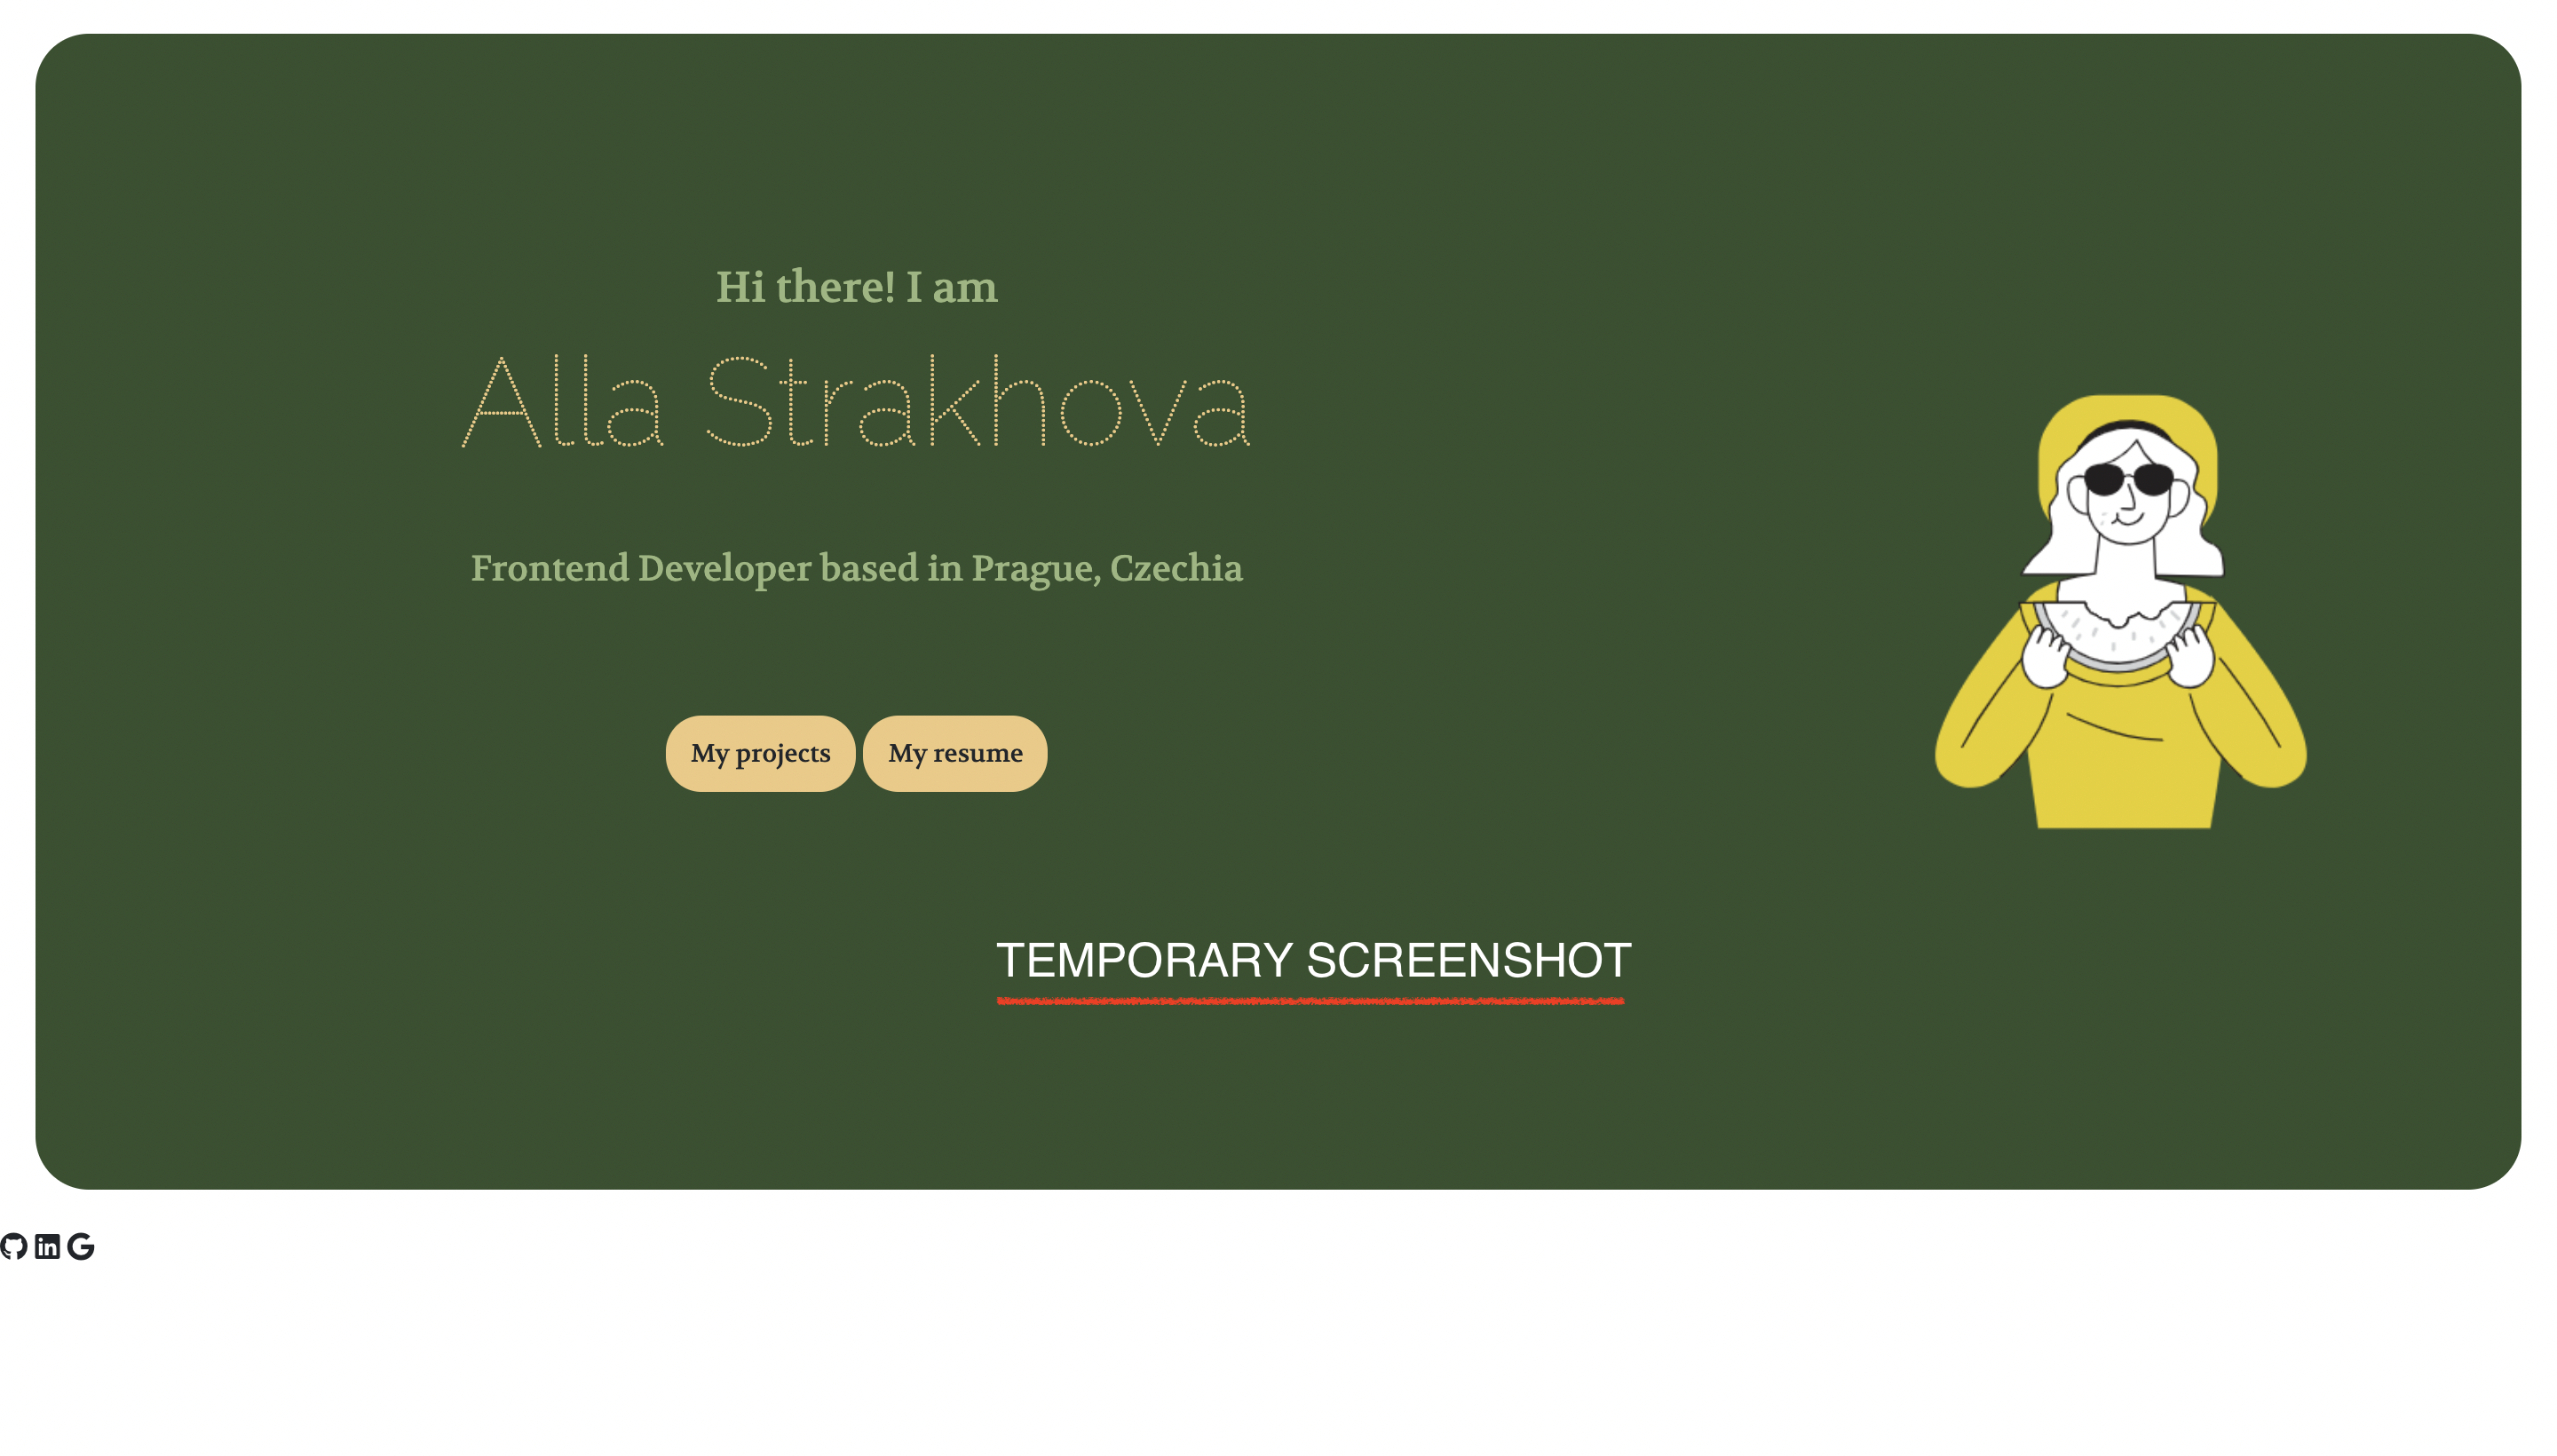 Hi there! I am
Alla Strakhova
Frontend Developer based in Prague, Czechia
My projects My resume
TEMPORARY SCREENSHOT